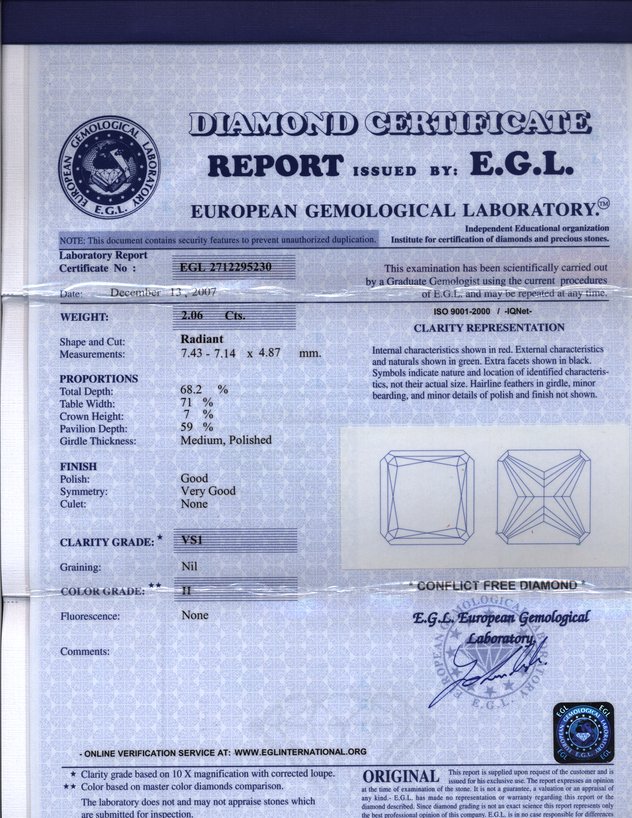 DIAMOND CERTIFICATE
REPORT ISSUED BY: E.G.L.
EUROPEAN GEMOLOGICAL LABORATORY.™
EUROPEAN GEMOLOGICAL LABORATORY
E.G.L.
Independent Educational organization
Institute for certification of diamonds and precious stones.
NOTE: This document contains security features to prevent unauthorized duplication.
Laboratory Report
Certificate No : EGL 2712295230
Date: December 13, 2007
WEIGHT: 2.06 Cts.
Shape and Cut: Radiant
Measurements: 7.43 - 7.14 x 4.87 mm.
PROPORTIONS
Total Depth: 68.2 %
Table Width: 71 %
Crown Height: 7 %
Pavilion Depth: 59 %
Girdle Thickness: Medium, Polished
FINISH
Polish: Good
Symmetry: Very Good
Culet: None
CLARITY GRADE: ★ VS1
Graining: Nil
COLOR GRADE: ★★ H
Fluorescence: None
Comments:
This examination has been scientifically carried out
by a Graduate Gemologist using the current procedures
of E.G.L. and may be repeated at any time.
ISO 9001-2000 / -IQNet-
CLARITY REPRESENTATION
Internal characteristics shown in red. External characteristics
and naturals shown in green. Extra facets shown in black.
Symbols indicate nature and location of identified characteris-
tics, not their actual size. Hairline feathers in girdle, minor
bearding, and minor details of polish and finish not shown.
* CONFLICT FREE DIAMOND *
E.G.L. European Gemological
Laboratory,
EUROPEAN GEMOLOGICAL LABORATORY
E.G.L.
EGL EGL
EUROPEAN GEMOLOGICAL LABORATORY
- ONLINE VERIFICATION SERVICE AT: WWW.EGLINTERNATIONAL.ORG
★ Clarity grade based on 10 X magnification with corrected loupe.
★★ Color based on master color diamonds comparison.
The laboratory does not and may not appraise stones which
are submitted for inspection.
ORIGINAL This report is supplied upon request of the customer and is
issued for his exclusive use. The report expresses an opinion
at the time of examination of the stone. It is not a guarantee, a valuation or an appraisal of
any kind.- E.G.L. has made no representation or warranty regarding this report or the
diamond described. Since diamond grading is not an exact science this report represents only
the best professional opinion of this company. E.G.L. is in no case responsible for differences